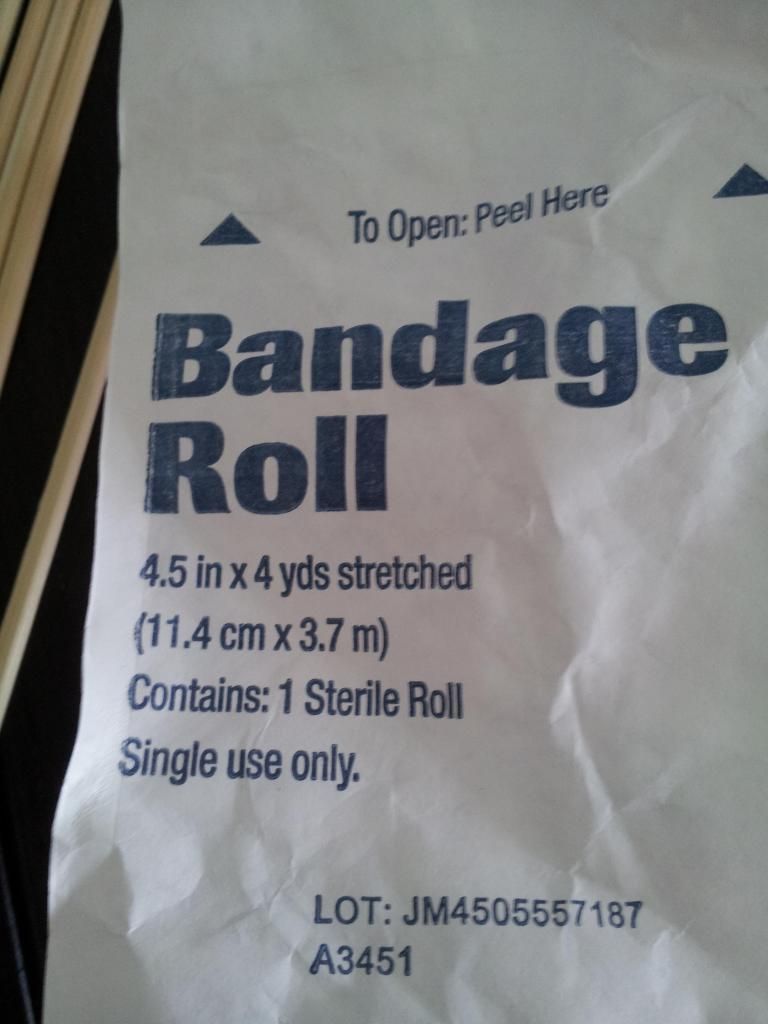 To Open: Peel Here
Bandage
Roll
4.5 in x 4 yds stretched
(11.4 cm x 3.7 m)
Contains: 1 Sterile Roll
Single use only.
LOT: JM4505557187
A3451